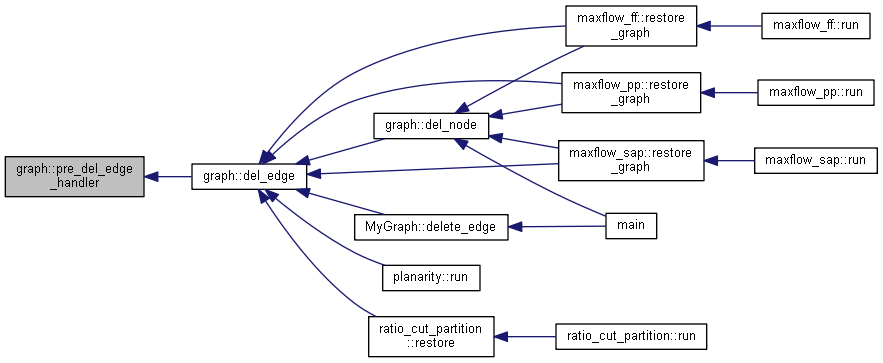 graph::pre_del_edge
_handler
graph::del_edge
graph::del_node
MyGraph::delete_edge
planarity::run
ratio_cut_partition
::restore
maxflow_ff::restore
_graph
maxflow_pp::restore
_graph
maxflow_sap::restore
_graph
main
ratio_cut_partition::run
maxflow_ff::run
maxflow_pp::run
maxflow_sap::run